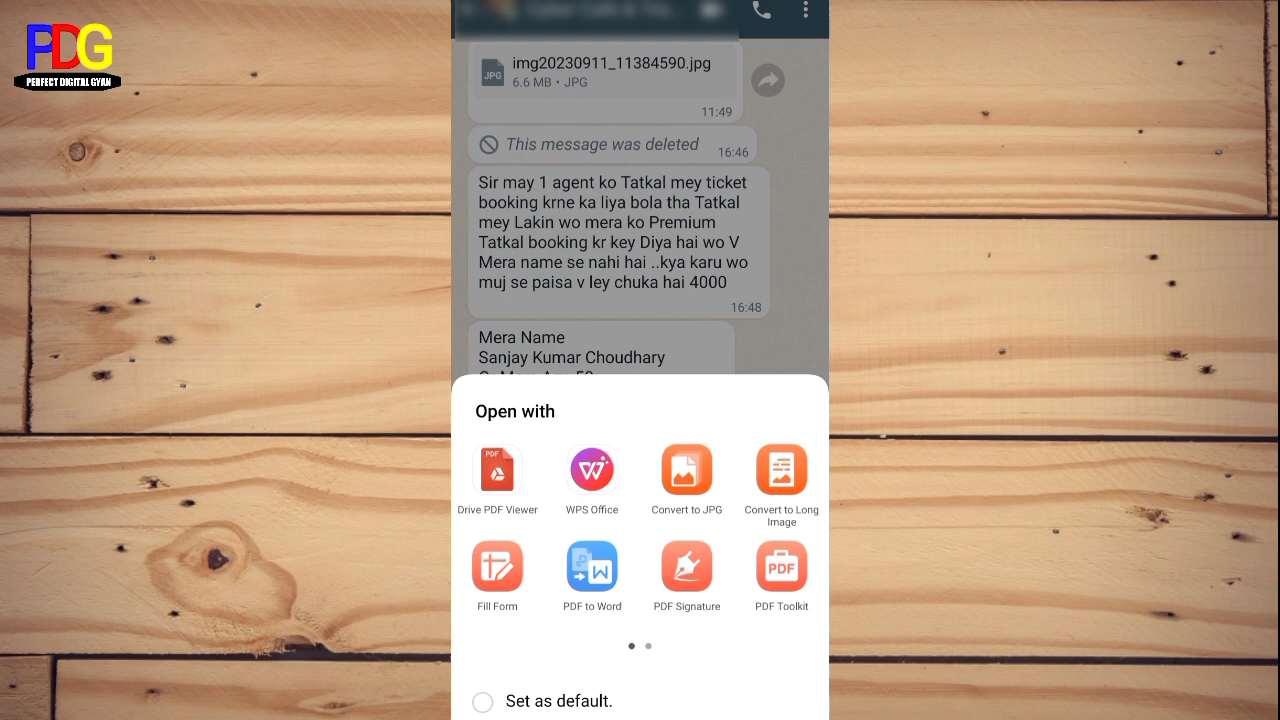 PDG
PERFECT DIGITAL GYAN
img20230911_11384590.jpg
JPG
6.6 MB • JPG
11:49
This message was deleted
16:46
Sir may 1 agent ko Tatkal mey ticket
booking krne ka liya bola tha Tatkal
mey Lakin wo mera ko Premium
Tatkal booking kr key Diya hai wo V
Mera name se nahi hai ..kya karu wo
muj se paisa v ley chuka hai 4000
16:48
Mera Name
Sanjay Kumar Choudhary
Open with
PDF
Drive PDF Viewer
WPS Office
Convert to JPG
Convert to Long
Image
W
PDF
Fill Form
PDF to Word
PDF Signature
PDF Toolkit
Set as default.